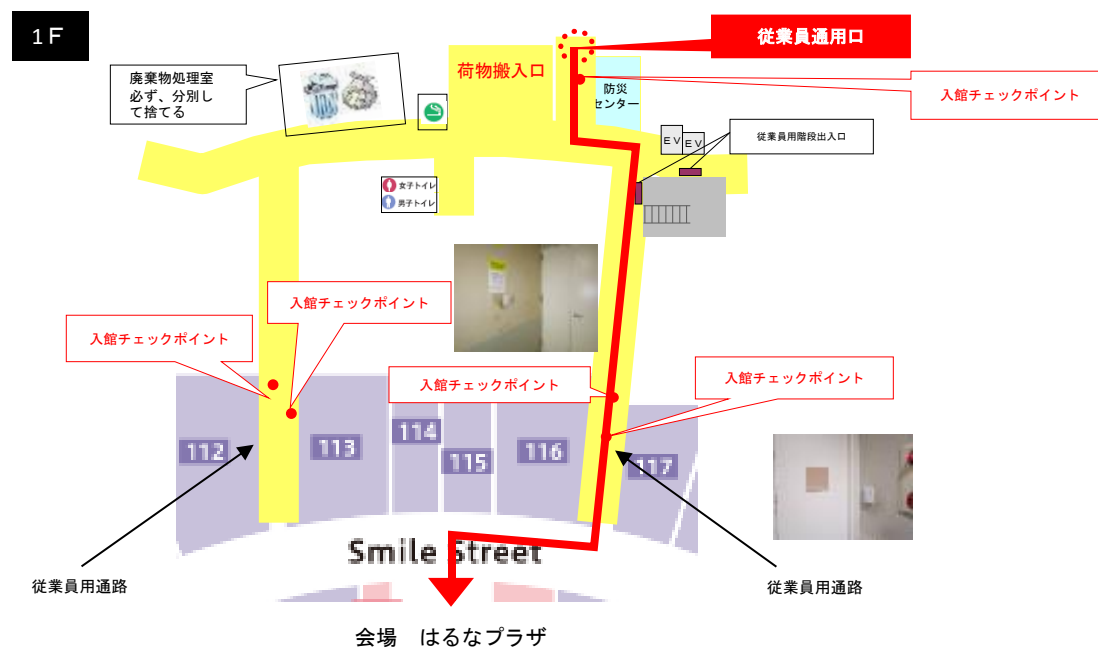 1F
従業員通用口
荷物搬入口
廃棄物処理室
必ず、分別し
て捨てる
防災
センター
入館チェックポイント
EV
EV
従業員用階段出入口
女子トイレ
男子トイレ
入館チェックポイント
入館チェックポイント
入館チェックポイント
入館チェックポイント
112
113
114
115
116
117
Smile Street
従業員用通路
従業員用通路
会場 はるなプラザ